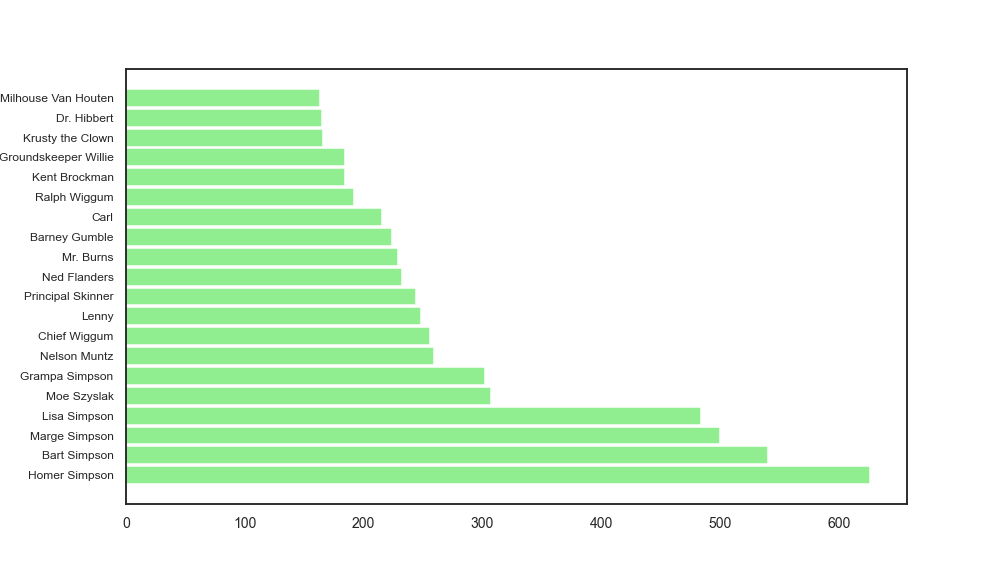 Milhouse Van Houten
Dr. Hibbert
Krusty the Clown
Groundskeeper Willie
Kent Brockman
Ralph Wiggum
Carl
Barney Gumble
Mr. Burns
Ned Flanders
Principal Skinner
Lenny
Chief Wiggum
Nelson Muntz
Grampa Simpson
Moe Szyslak
Lisa Simpson
Marge Simpson
Bart Simpson
Homer Simpson
0 100 200 300 400 500 600